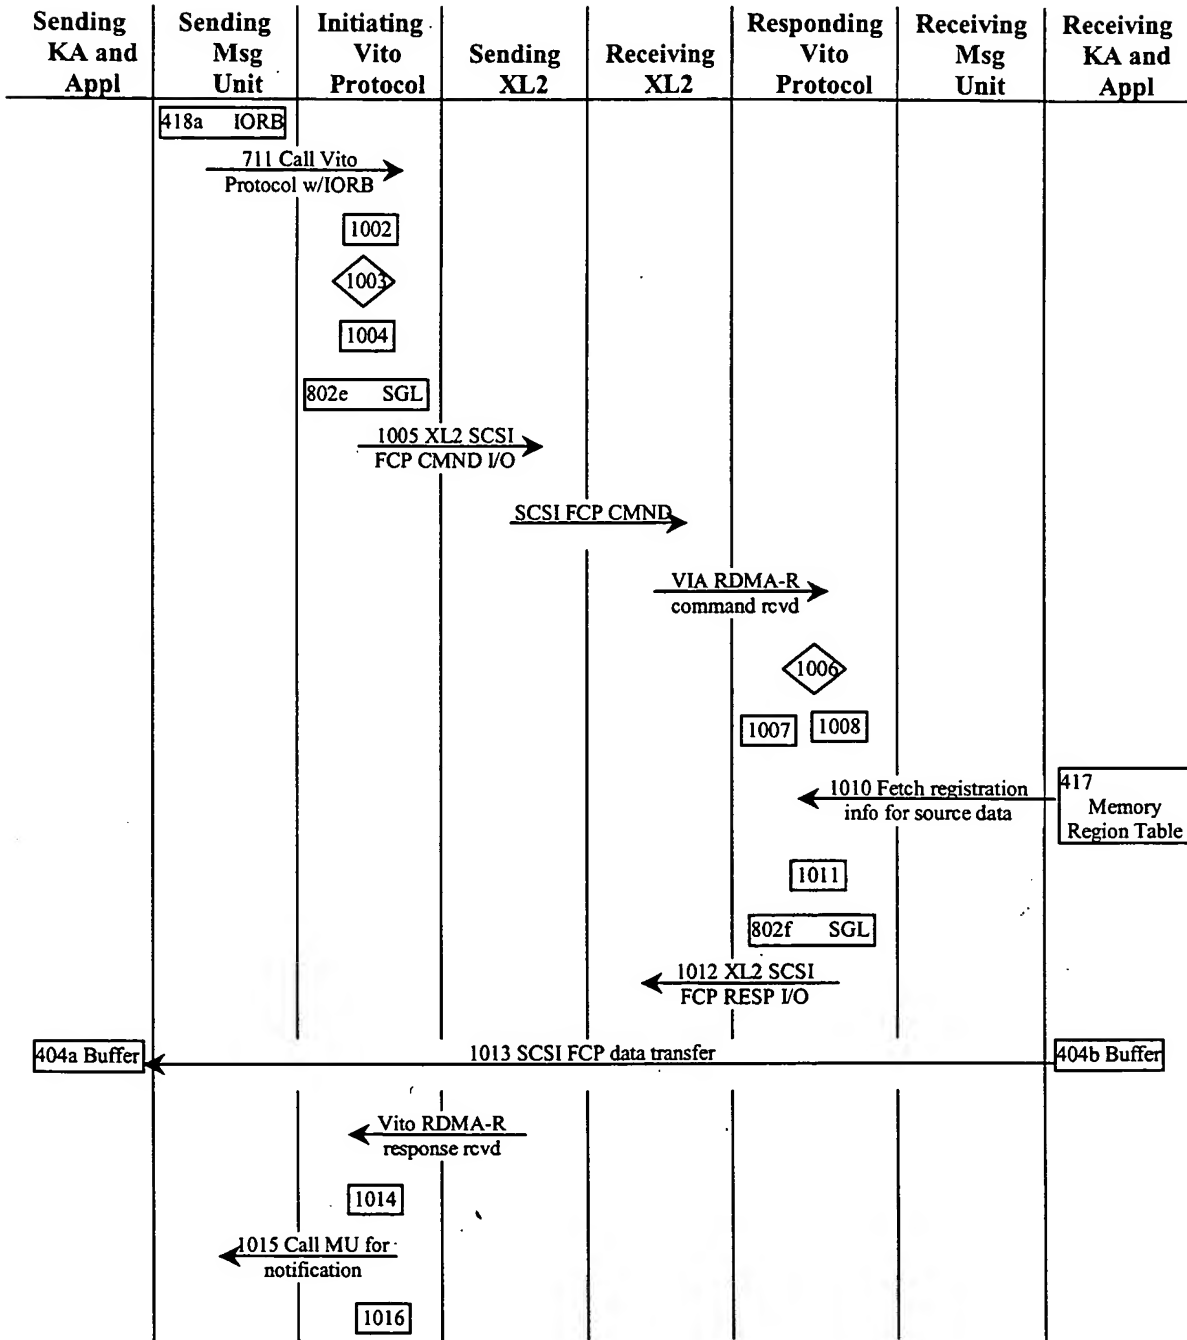 Sending KA and Appl
Sending Msg Unit
Initiating Vito Protocol
Sending XL2
Receiving XL2
Responding Vito Protocol
Receiving Msg Unit
Receiving KA and Appl
418a IORB
711 Call Vito
Protocol w/IORB
1002
1003
1004
802e SGL
1005 XL2 SCSI
FCP CMND I/O
SCSI FCP CMND
VIA RDMA-R
command rcvd
1006
1007 1008
1010 Fetch registration
info for source data
417
Memory
Region Table
1011
802f SGL
1012 XL2 SCSI
FCP RESP I/O
404a Buffer
1013 SCSI FCP data transfer
404b Buffer
Vito RDMA-R
response rcvd
1014
1015 Call MU for
notification
1016